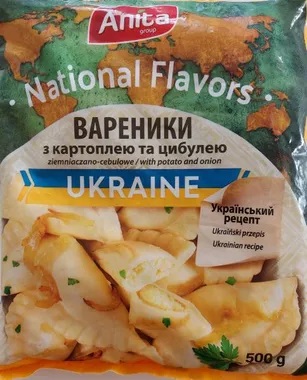 Anita
group
National Flavors
ВАРЕНИКИ
з картоплею та цибулею
ziemniaczano-cebulowe / with potato and onion
UKRAINE
Український
рецепт
Ukraiński przepis
Ukrainian recipe
500 g